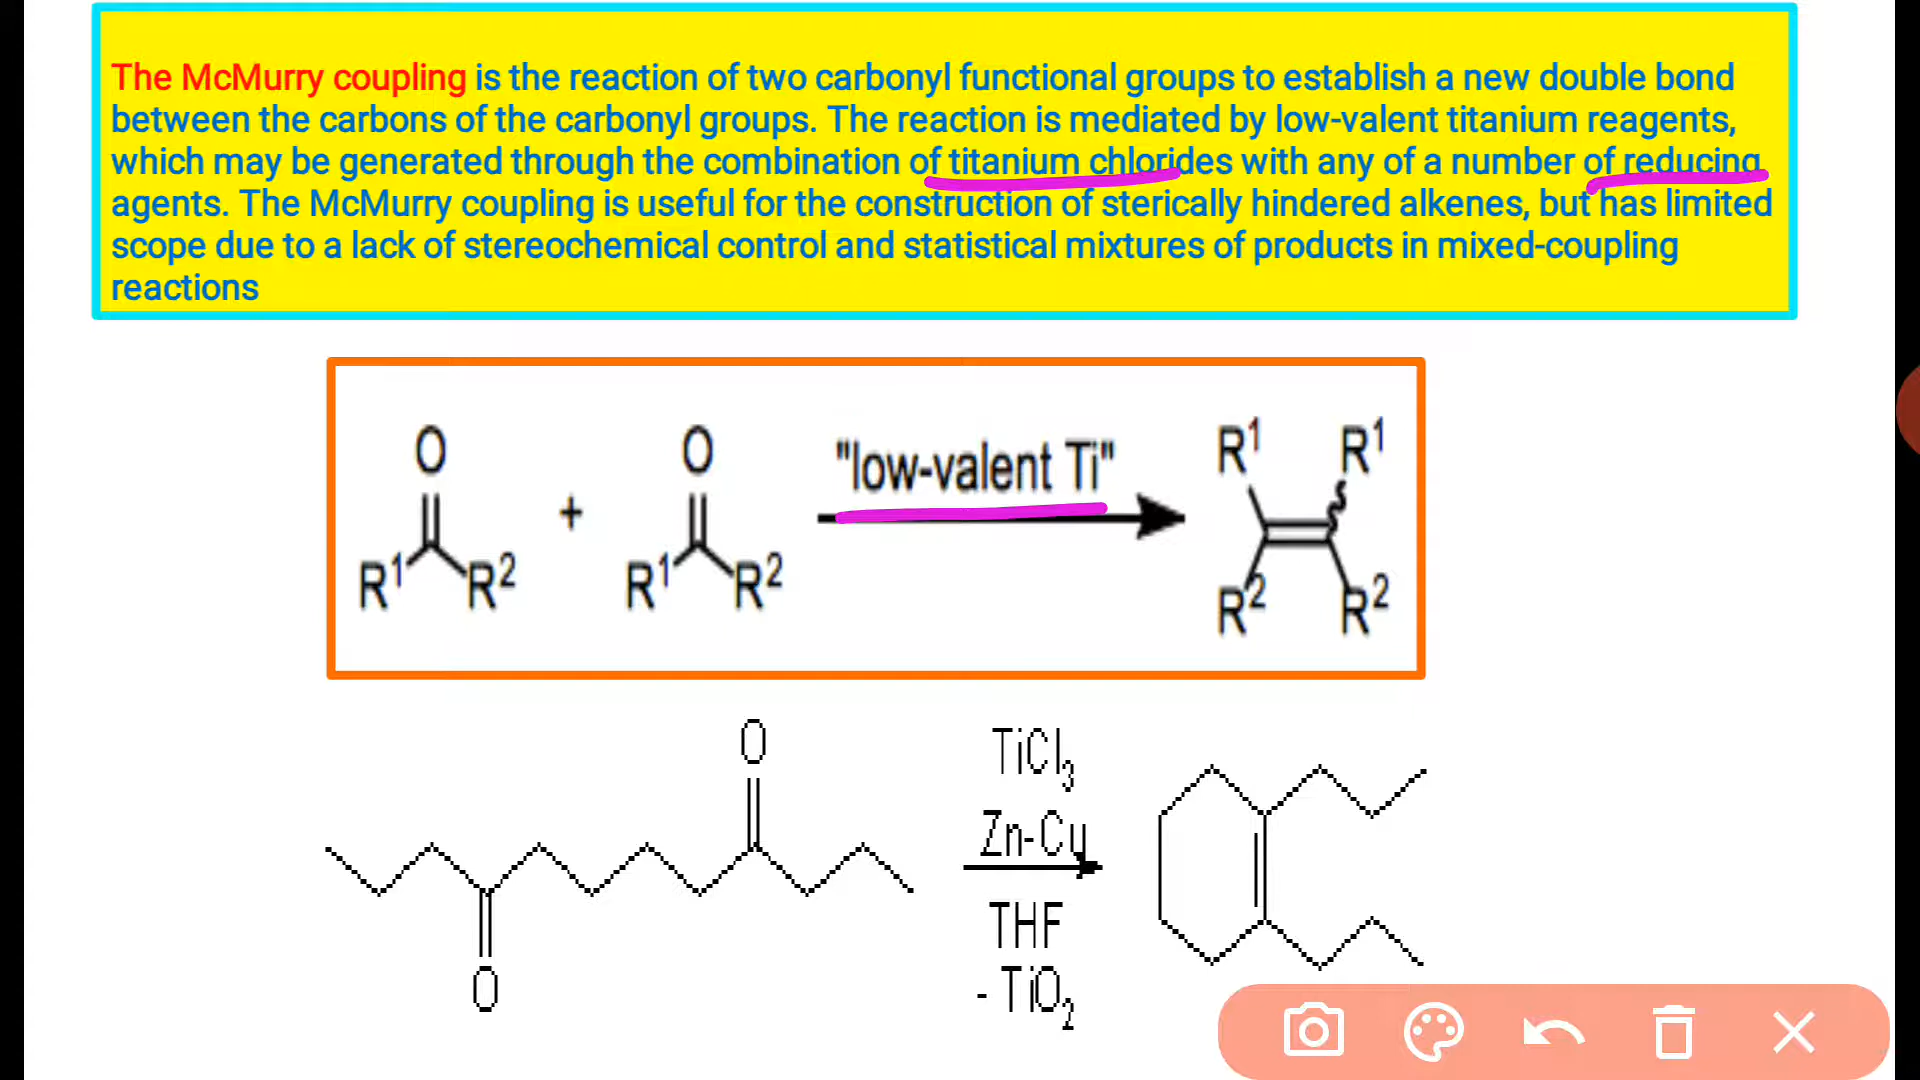 The McMurry coupling is the reaction of two carbonyl functional groups to establish a new double bond
between the carbons of the carbonyl groups. The reaction is mediated by low-valent titanium reagents,
which may be generated through the combination of titanium chlorides with any of a number of reducing
agents. The McMurry coupling is useful for the construction of sterically hindered alkenes, but has limited
scope due to a lack of stereochemical control and statistical mixtures of products in mixed-coupling
reactions
O
R¹ R²
+
O
R¹ R²
"low-valent Ti"
R¹ R¹
R² R²
O
O
TiCl₃
Zn-Cu
THF
- TiO₂